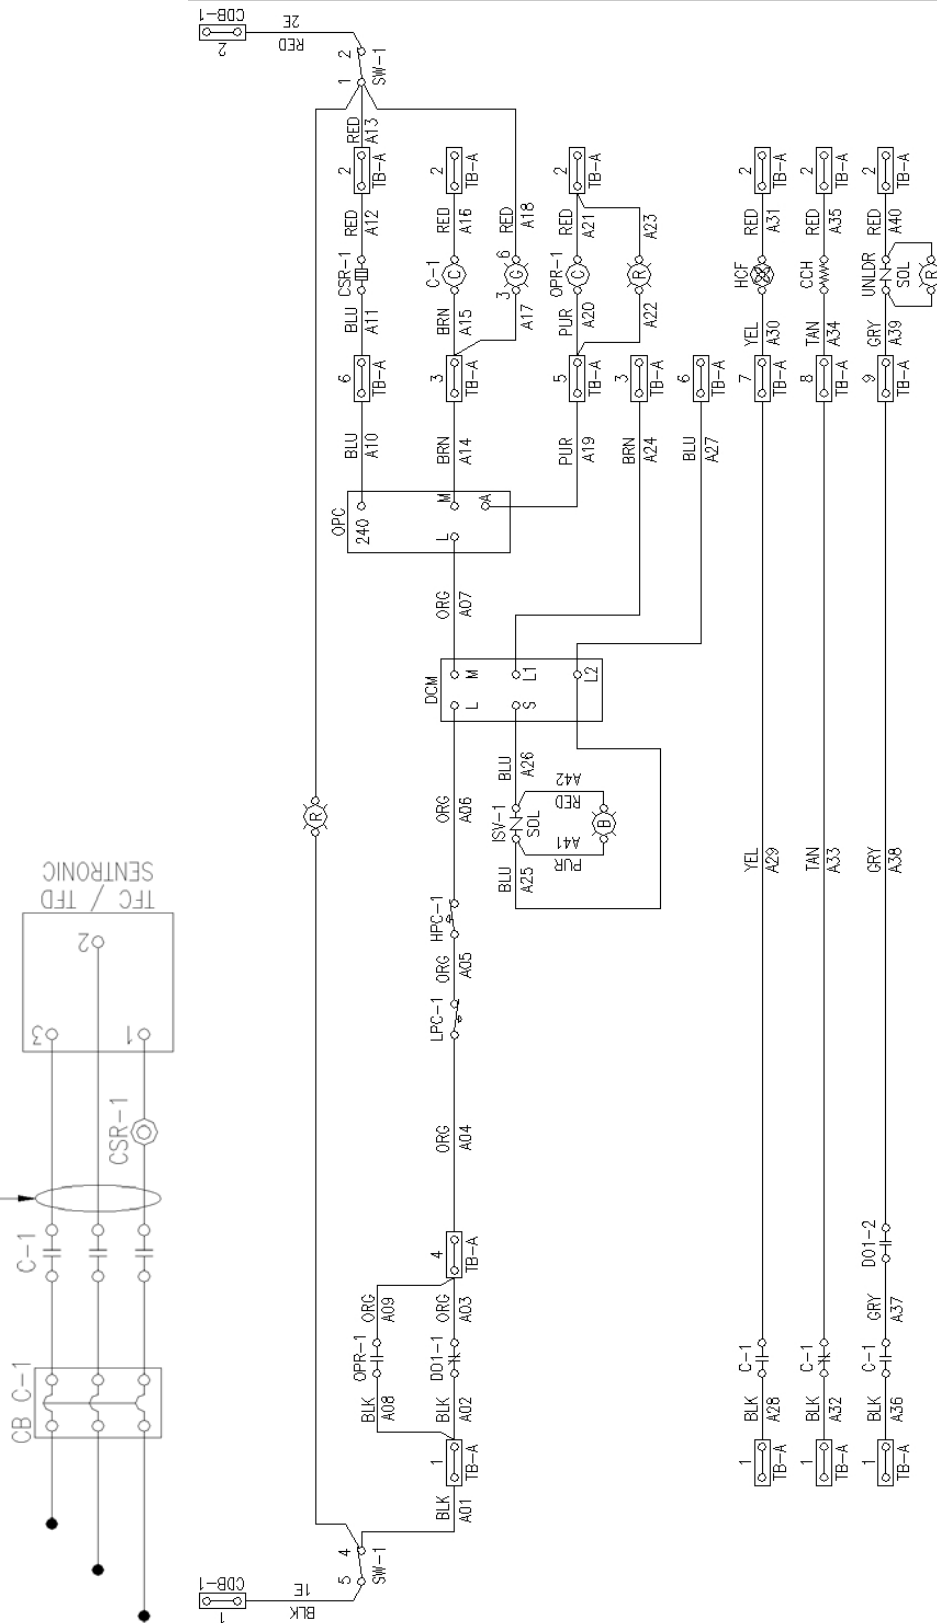 TFC / TFD
SENTRONIC
3
2
1
C-1
CSR-1
CB C-1
CDB-1
2
2E
RED
2
1
SW-1
RED
A13
2
TB-A
RED
A12
CSR-1
BLU
A11
6
TB-A
BLU
A10
OPC
240
L
M
A
2
TB-A
RED
A16
C-1
C
BRN
A15
3
TB-A
BRN
A14
RED
A18
6
G
3
A17
2
TB-A
RED
A21
OPR-1
C
PUR
A20
5
TB-A
PUR
A19
A23
R
A22
3
TB-A
BRN
A24
6
TB-A
BLU
A27
R
ORG
A07
DCM
L
M
S
L1
L2
ORG
A06
HPC-1
ORG
A05
LPC-1
ORG
A04
4
TB-A
ORG
A09
OPR-1
BLK
A08
ORG
A03
DO1-1
BLK
A02
1
TB-A
BLK
A01
BLU
A26
ISV-1
SOL
BLU
A25
RED
A42
PUR
A41
B
4
5
SW-1
CDB-1
1
1E
BLK
2
TB-A
RED
A31
HCF
YEL
A30
7
TB-A
YEL
A29
C-1
BLK
A28
1
TB-A
2
TB-A
RED
A35
CCH
TAN
A34
8
TB-A
TAN
A33
C-1
BLK
A32
1
TB-A
2
TB-A
RED
A40
UNLDR
SOL
R
GRY
A39
9
TB-A
GRY
A38
DO1-2
GRY
A37
C-1
BLK
A36
1
TB-A